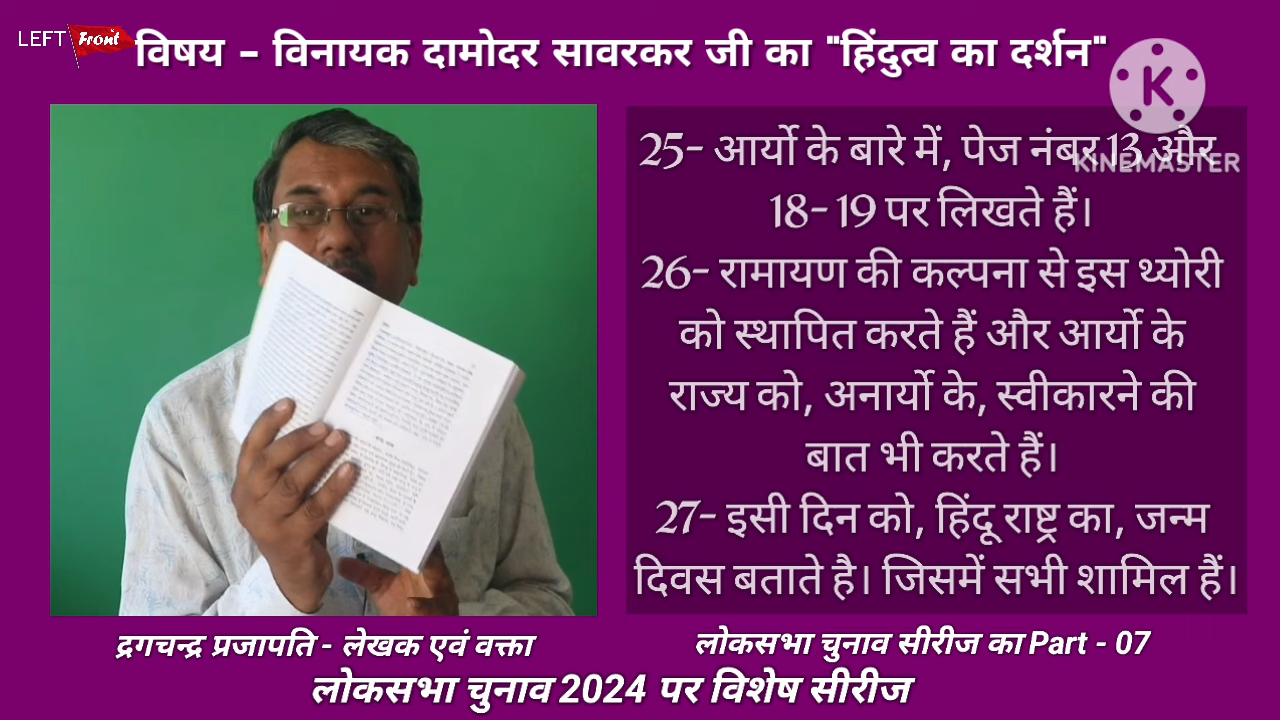 LEFT Front
विषय - विनायक दामोदर सावरकर जी का "हिंदुत्व का दर्शन"
K
KINEMASTER
25- आर्यो के बारे में, पेज नंबर 13 और
18- 19 पर लिखते हैं।
26- रामायण की कल्पना से इस थ्योरी
को स्थापित करते हैं और आर्यो के
राज्य को, अनार्यो के, स्वीकारने की
बात भी करते हैं।
27- इसी दिन को, हिंदू राष्ट्र का, जन्म
दिवस बताते है। जिसमें सभी शामिल हैं।
द्रगचन्द्र प्रजापति - लेखक एवं वक्ता
लोकसभा चुनाव सीरीज का Part - 07
लोकसभा चुनाव 2024 पर विशेष सीरीज